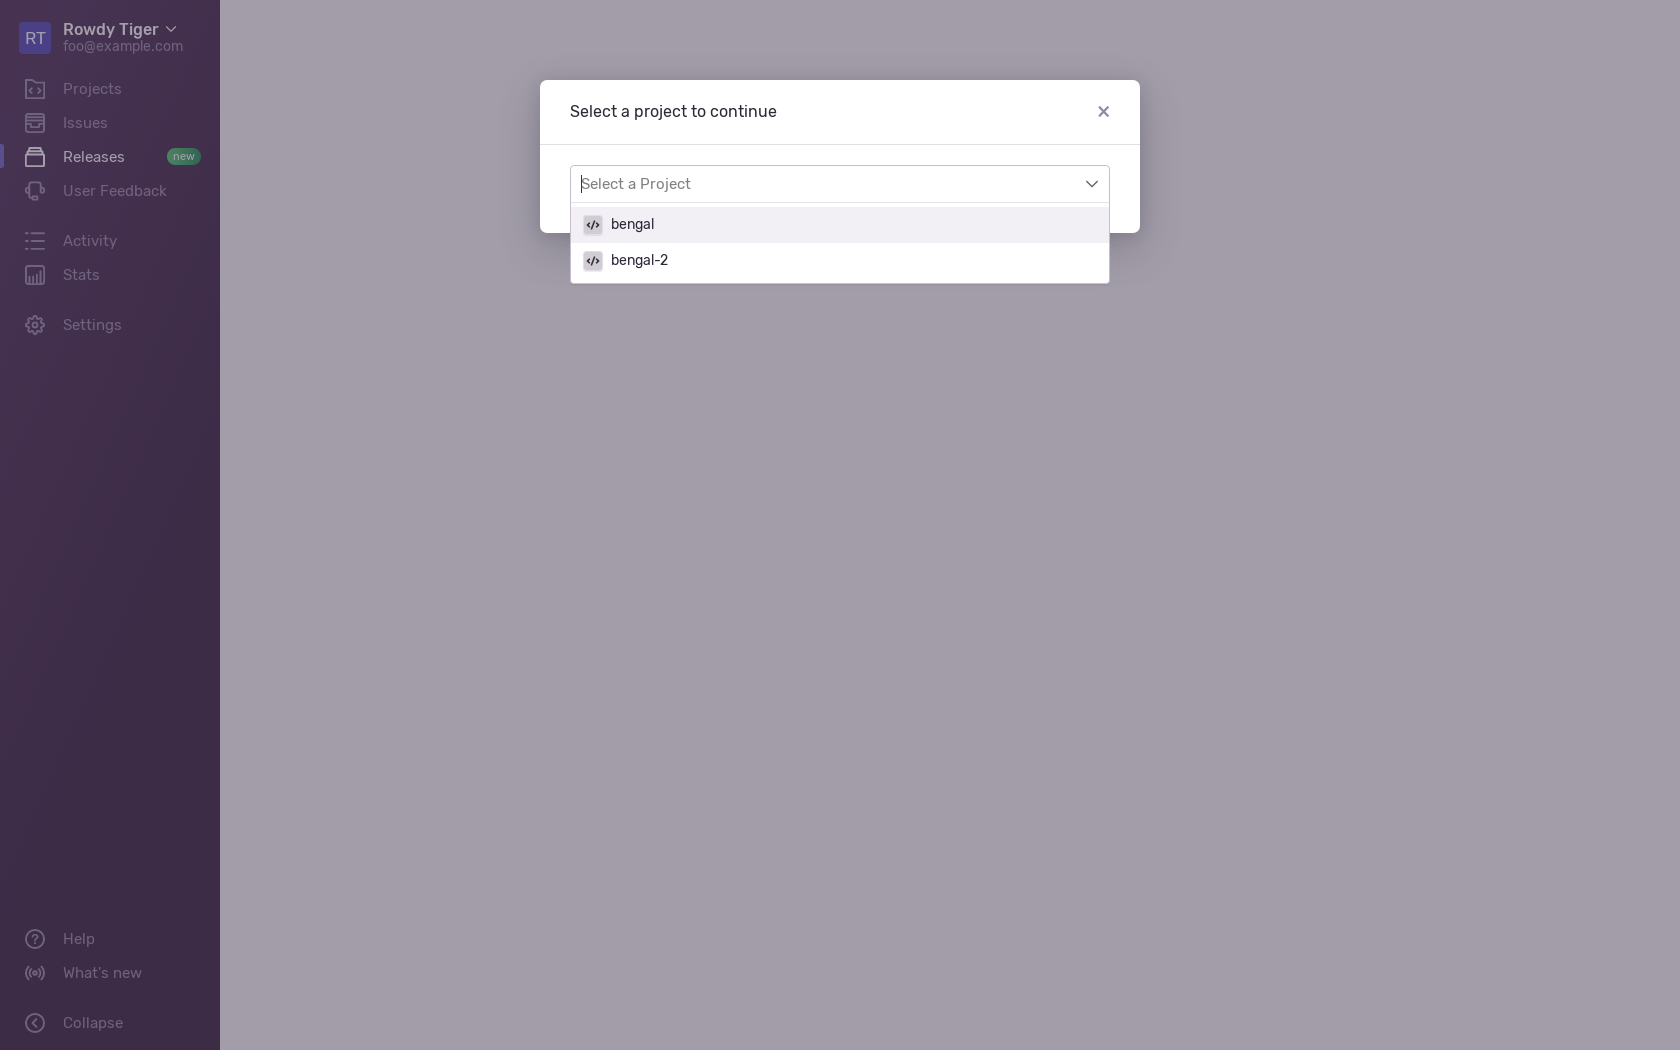 RT
Rowdy Tiger
foo@example.com
Projects
Issues
Releases new
User Feedback
Activity
Stats
Settings
Help
What's new
Collapse
Select a project to continue
Select a Project
bengal
bengal-2